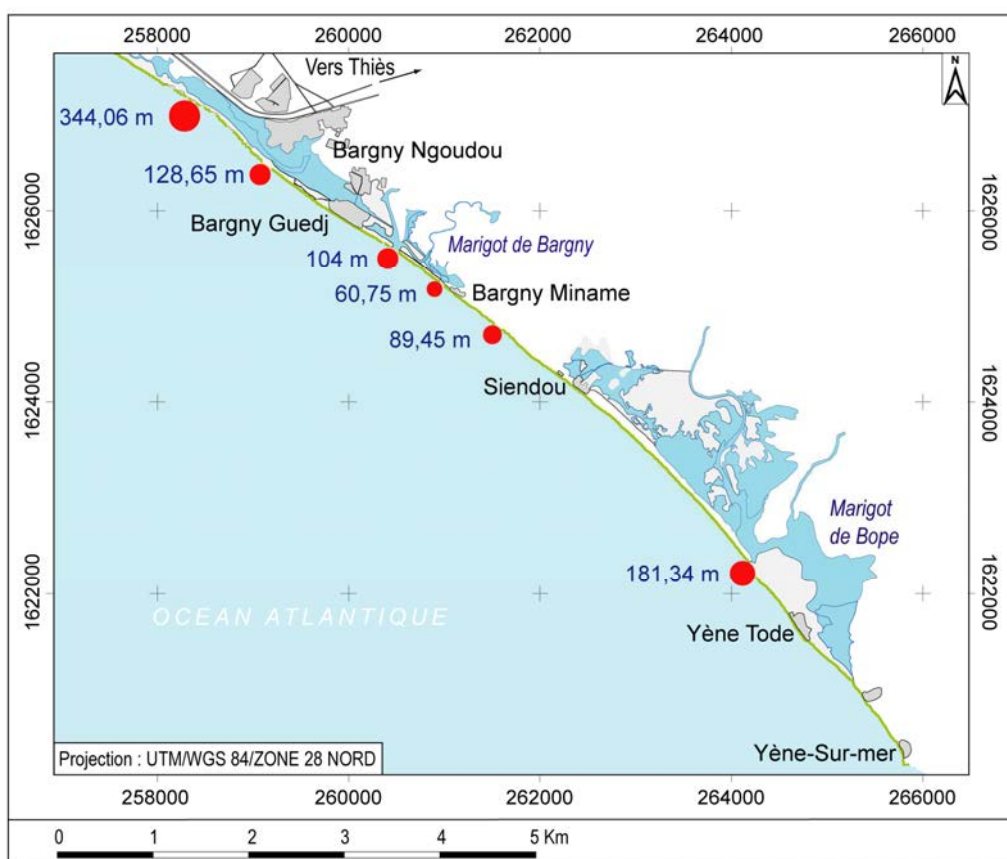 258000 260000 262000 264000 266000
Vers Thiès
N
344,06 m
Bargny Ngoudou
128,65 m
1626000
1626000
Bargny Guedj
Marigot de Bargny
104 m
60,75 m
Bargny Miname
89,45 m
Siendou
1624000
1624000
Marigot
de Bope
181,34 m
1622000
1622000
OCEAN ATLANTIQUE
Yène Tode
Yène-Sur-mer
Projection : UTM/WGS 84/ZONE 28 NORD
258000 260000 262000 264000 266000
0 1 2 3 4 5 Km